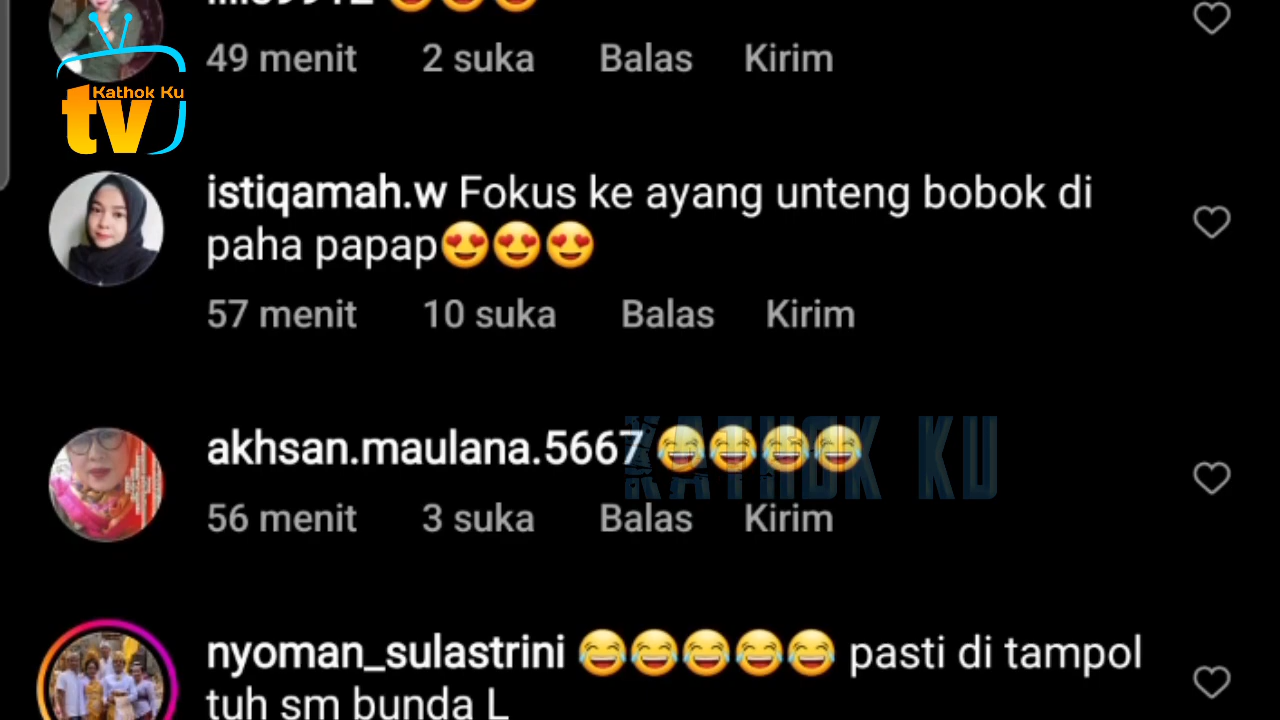 49 menit 2 suka Balas Kirim
Kathok Ku
tv
istiqamah.w Fokus ke ayang unteng bobok di
paha papap😍😍😍
57 menit 10 suka Balas Kirim
akhsan.maulana.5667 😂😂😂😂
KATHOK KU
56 menit 3 suka Balas Kirim
nyoman_sulastrini 😂😂😂😂😂 pasti di tampol
tuh sm bunda L